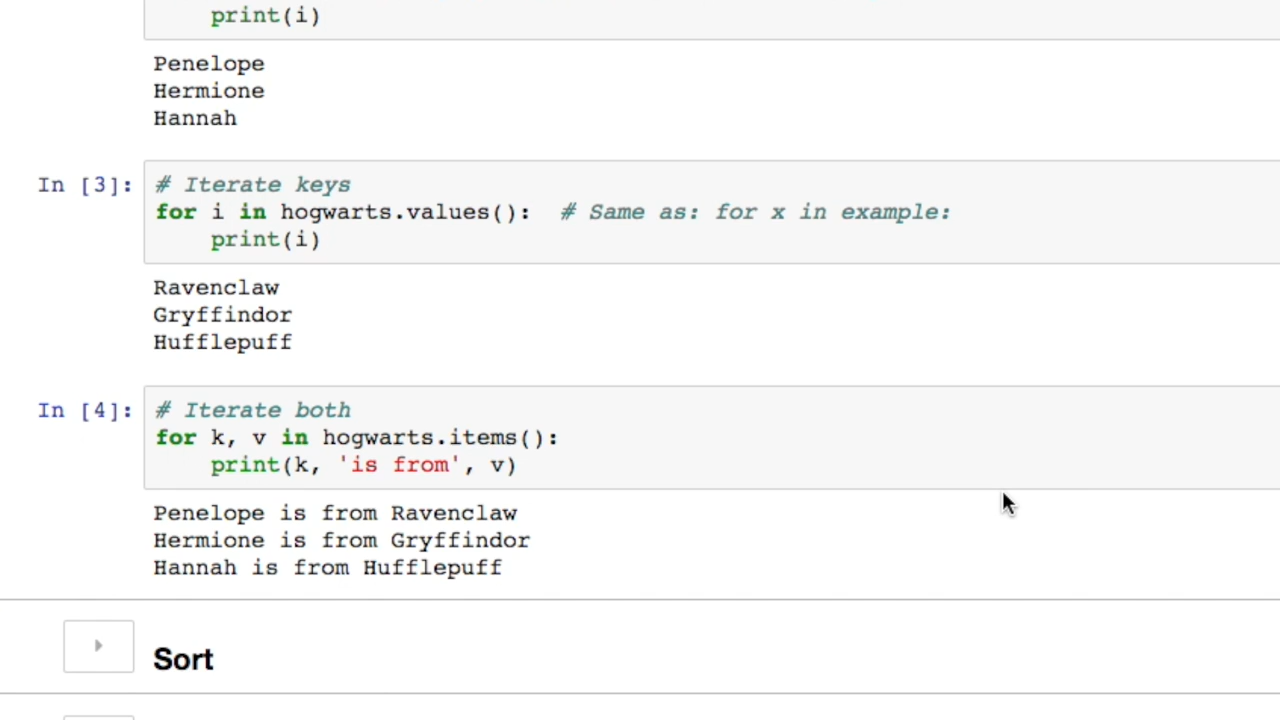 print(i)
Penelope
Hermione
Hannah
In [3]:
# Iterate keys
for i in hogwarts.values():  # Same as: for x in example:
    print(i)
Ravenclaw
Gryffindor
Hufflepuff
In [4]:
# Iterate both
for k, v in hogwarts.items():
    print(k, 'is from', v)
Penelope is from Ravenclaw
Hermione is from Gryffindor
Hannah is from Hufflepuff
Sort